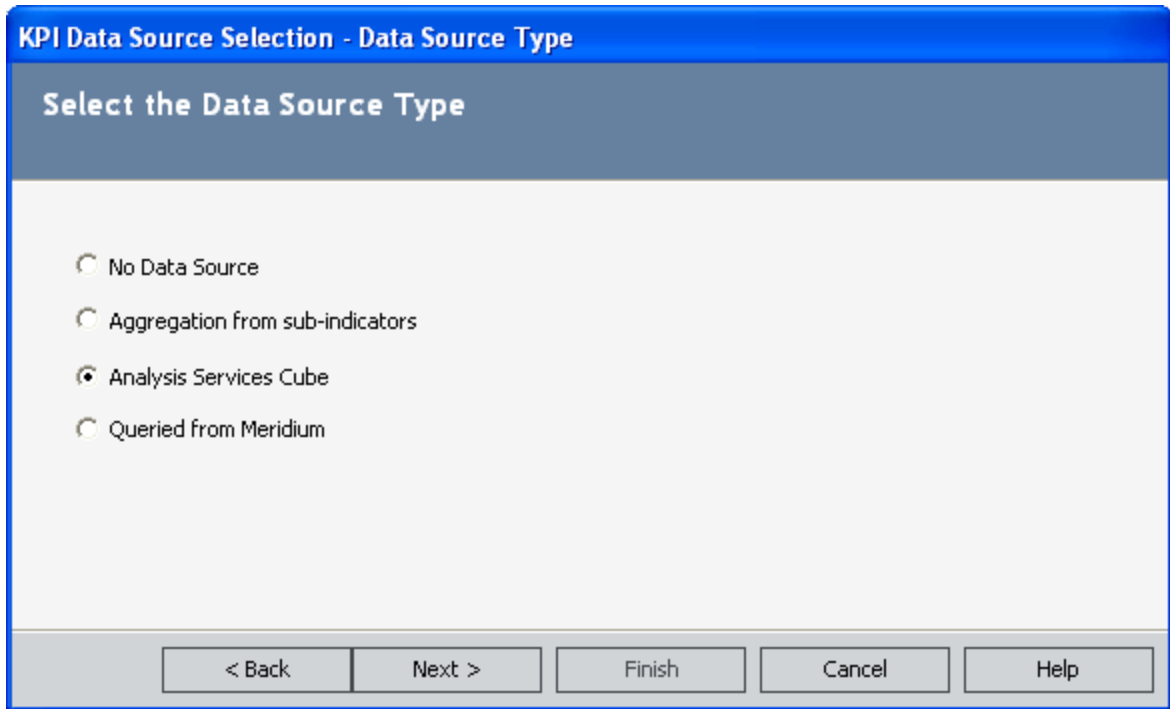 KPI Data Source Selection - Data Source Type
Select the Data Source Type
No Data Source
Aggregation from sub-indicators
Analysis Services Cube
Queried from Meridium
< Back Next > Finish Cancel Help